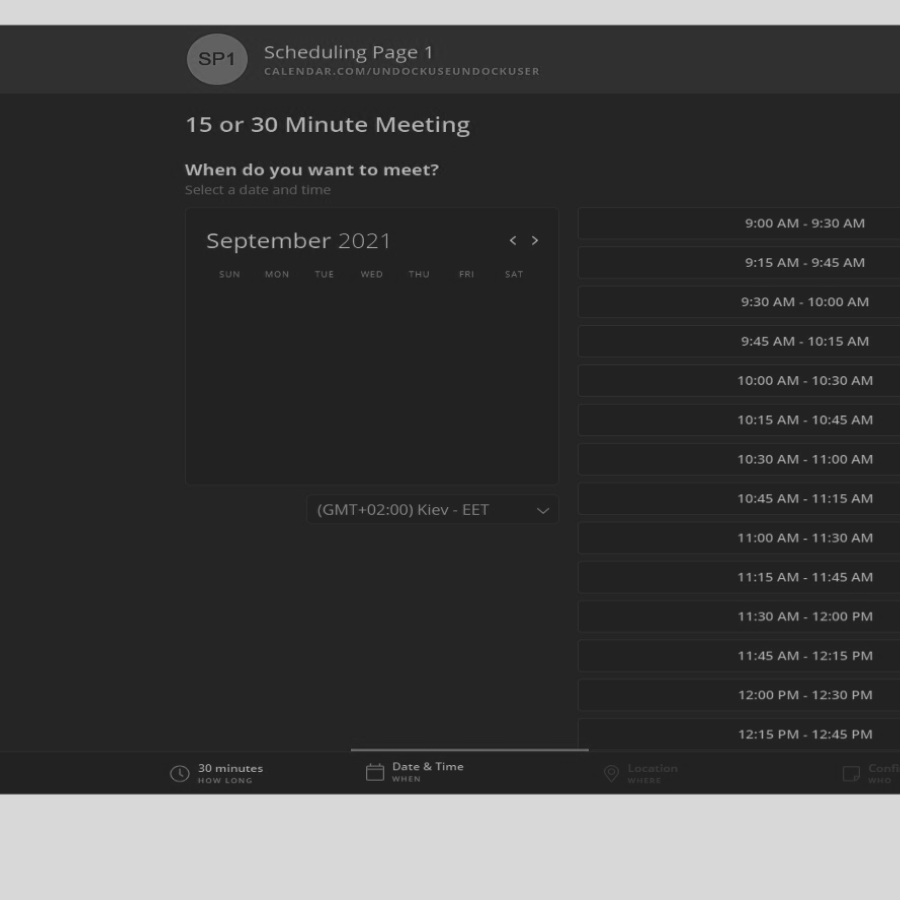 SP1
Scheduling Page 1
CALENDAR.COM/UNDOCKUSEUNDOCKUSER
15 or 30 Minute Meeting
When do you want to meet?
Select a date and time
September 2021
< >
SUN MON TUE WED THU FRI SAT
(GMT+02:00) Kiev - EET
9:00 AM - 9:30 AM
9:15 AM - 9:45 AM
9:30 AM - 10:00 AM
9:45 AM - 10:15 AM
10:00 AM - 10:30 AM
10:15 AM - 10:45 AM
10:30 AM - 11:00 AM
10:45 AM - 11:15 AM
11:00 AM - 11:30 AM
11:15 AM - 11:45 AM
11:30 AM - 12:00 PM
11:45 AM - 12:15 PM
12:00 PM - 12:30 PM
12:15 PM - 12:45 PM
30 minutes
HOW LONG
Date & Time
WHEN
Location
WHERE
Confi
WHO